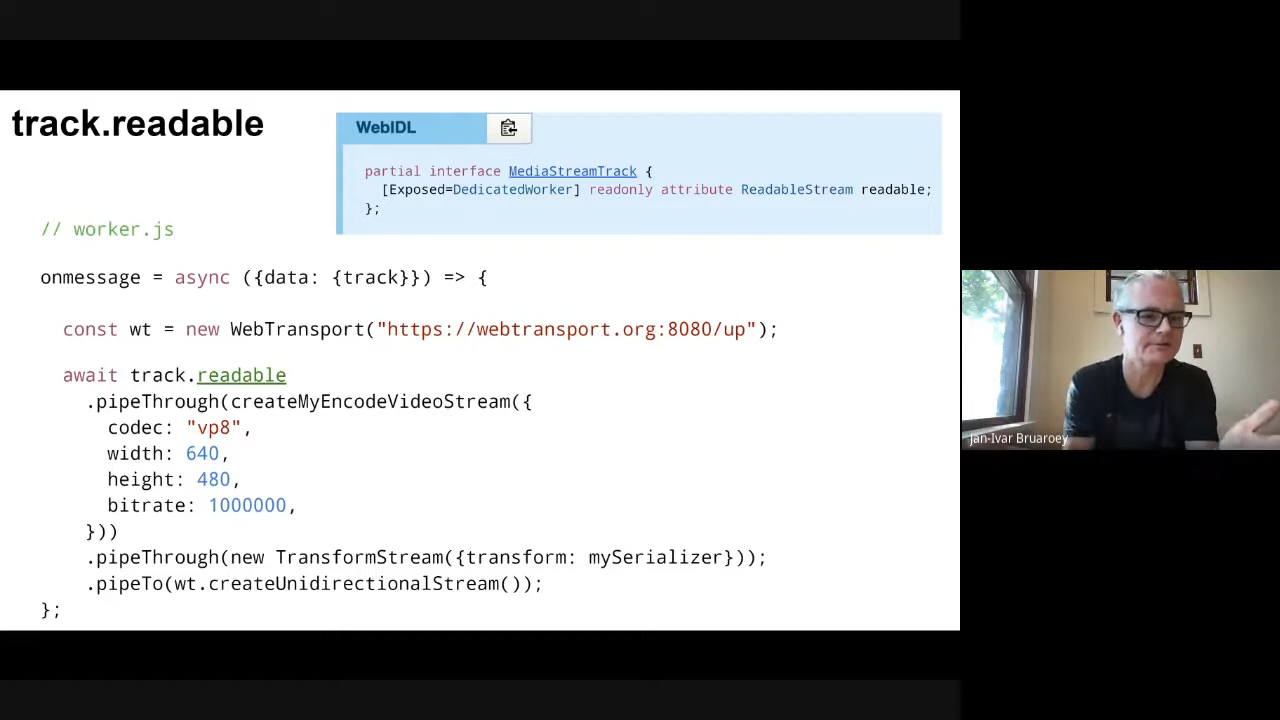 track.readable
WebIDL
partial interface MediaStreamTrack {
[Exposed=DedicatedWorker] readonly attribute ReadableStream readable;
};
// worker.js
onmessage = async ({data: {track}}) => {
const wt = new WebTransport("https://webtransport.org:8080/up");
await track.readable
.pipeThrough(createMyEncodeVideoStream({
codec: "vp8",
width: 640,
height: 480,
bitrate: 1000000,
}))
.pipeThrough(new TransformStream({transform: mySerializer}));
.pipeTo(wt.createUnidirectionalStream());
};
Jan-Ivar Bruaroey